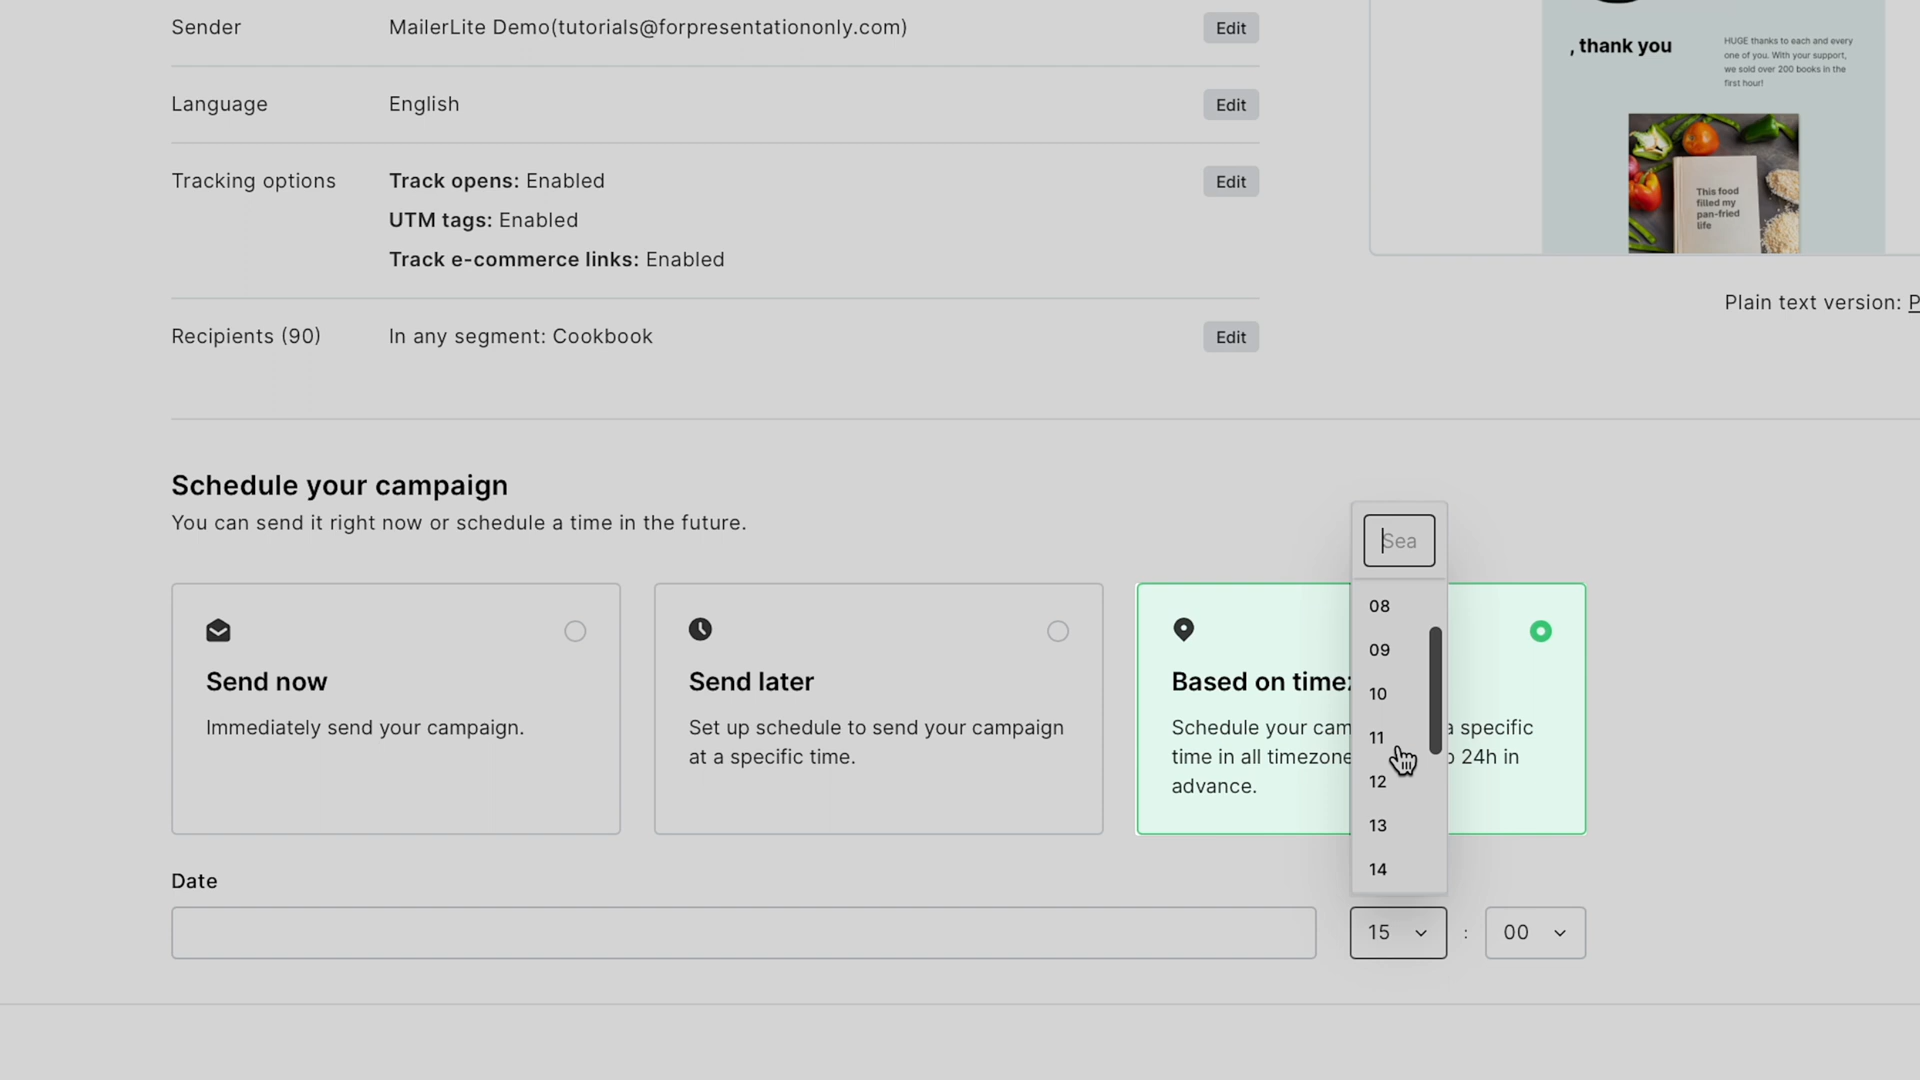 Sender
MailerLite Demo(tutorials@forpresentationonly.com)
Edit
Language
English
Edit
Tracking options
Track opens: Enabled
Edit
UTM tags: Enabled
Track e-commerce links: Enabled
Recipients (90)
In any segment: Cookbook
Edit
, thank you
HUGE thanks to each and every
one of you. With your support,
we sold over 200 books in the
first hour!
This food
filled my
pan-fried
life
Plain text version: P
Schedule your campaign
You can send it right now or schedule a time in the future.
Send now
Immediately send your campaign.
Send later
Set up schedule to send your campaign
at a specific time.
Based on time
Schedule your cam a specific
time in all timezone 24h in
advance.
Sea
08
09
10
11
12
13
14
Date
15
:
00